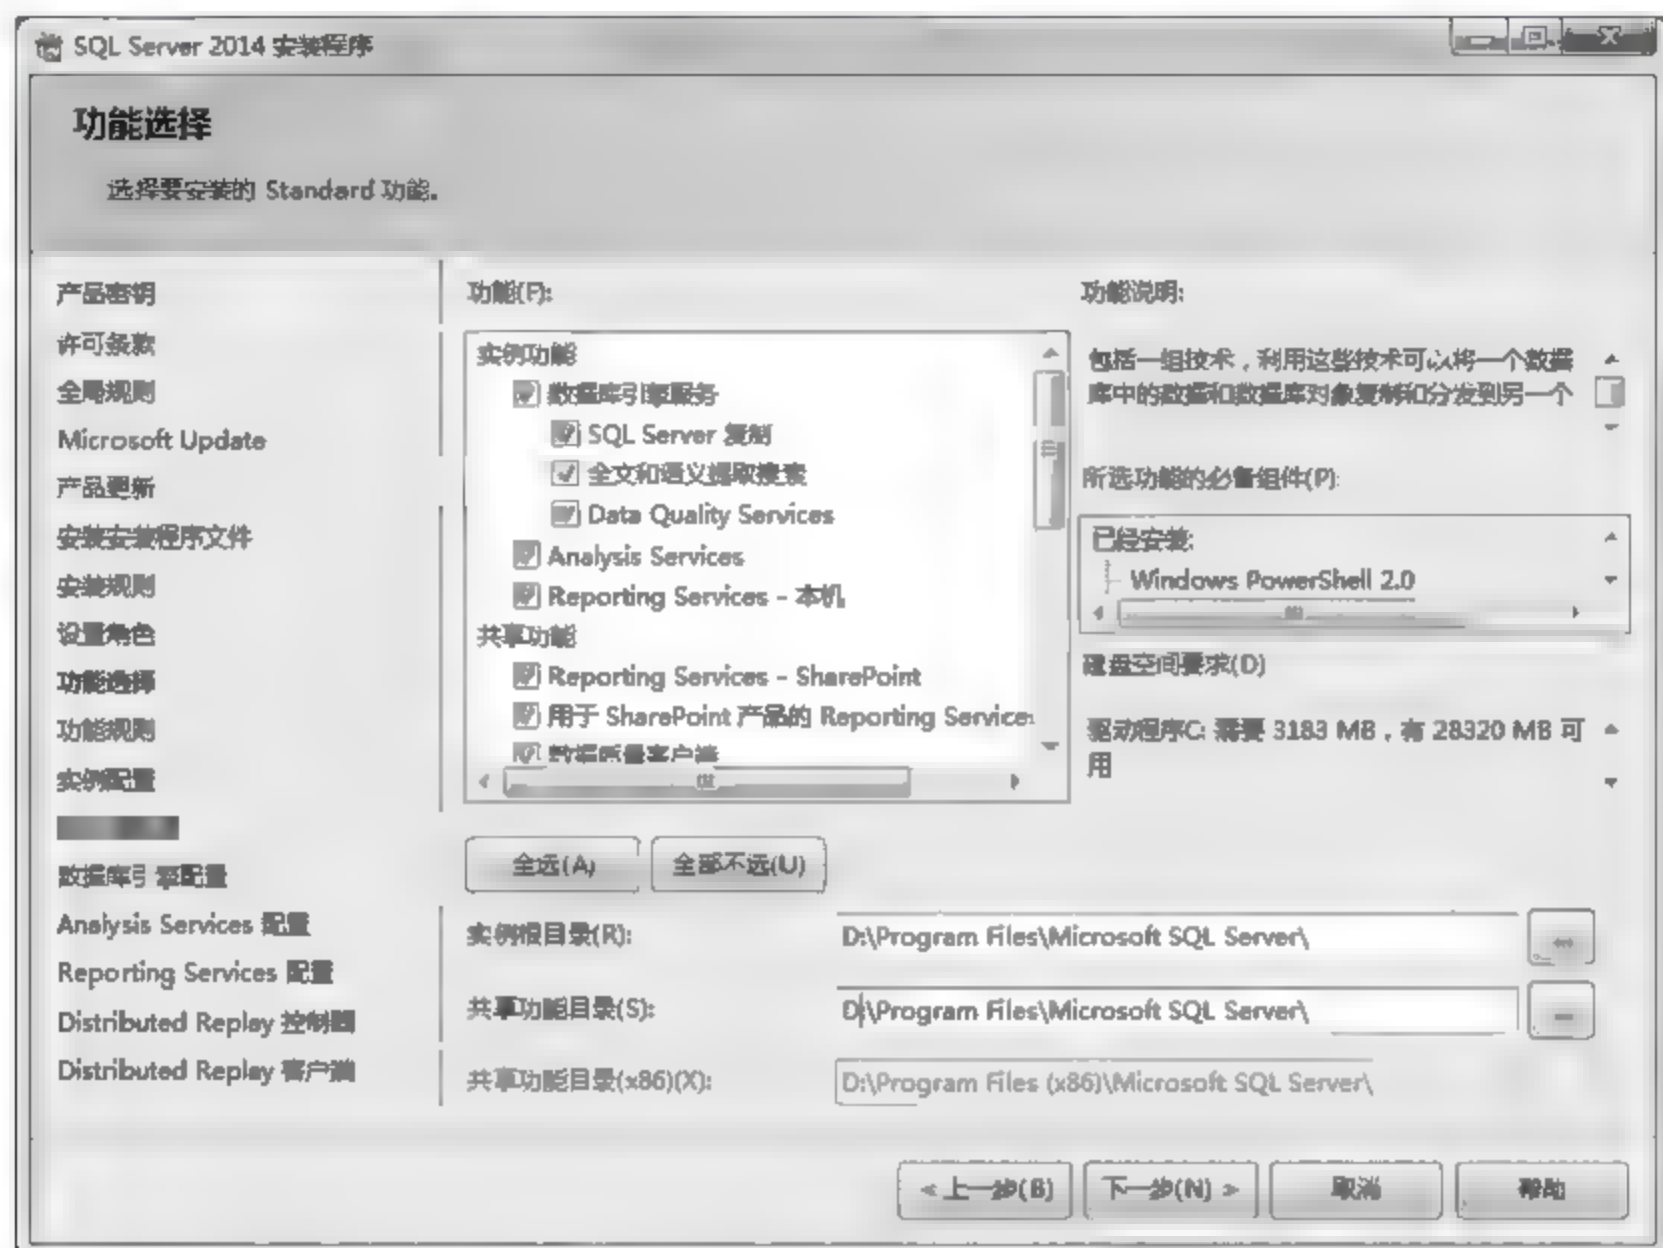 SQL Server 2014 安装程序
功能选择
选择要安装的 Standard 功能。
产品密钥
许可条款
全局规则
Microsoft Update
产品更新
安装安装程序文件
安装规则
设置角色
功能选择
功能规则
实例配置
数据库引擎配置
Analysis Services 配置
Reporting Services 配置
Distributed Replay 控制器
Distributed Replay 客户端
功能(F):
实例功能
数据库引擎服务
SQL Server 复制
全文和语义提取搜索
Data Quality Services
Analysis Services
Reporting Services - 本机
共享功能
Reporting Services - SharePoint
用于 SharePoint 产品的 Reporting Service
数据质量客户端
全选(A)
全部不选(U)
功能说明:
包括一组技术，利用这些技术可以将一个数据
库中的数据和数据库对象复制和分发到另一个
所选功能的必备组件(P):
已经安装:
Windows PowerShell 2.0
磁盘空间要求(D)
驱动程序C: 需要 3183 MB，有 28320 MB 可
用
实例根目录(R):
D:\Program Files\Microsoft SQL Server\
共享功能目录(S):
D:\Program Files\Microsoft SQL Server\
共享功能目录(x86)(X):
D:\Program Files (x86)\Microsoft SQL Server\
< 上一步(B)
下一步(N) >
取消
帮助